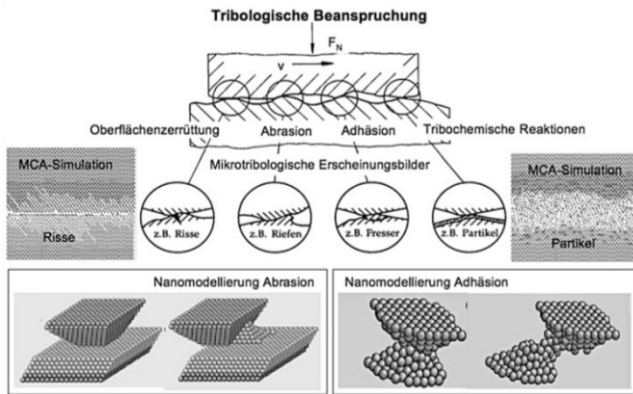 Tribologische Beanspruchung
F_N
v
Oberflächenzerrüttung Abrasion Adhäsion Tribochemische Reaktionen
Mikrotribologische Erscheinungsbilder
MCA-Simulation
Risse
z.B. Risse
z.B. Riefen
z.B. Fresser
z.B. Partikel
MCA-Simulation
Partikel
Nanomodellierung Abrasion
Nanomodellierung Adhäsion